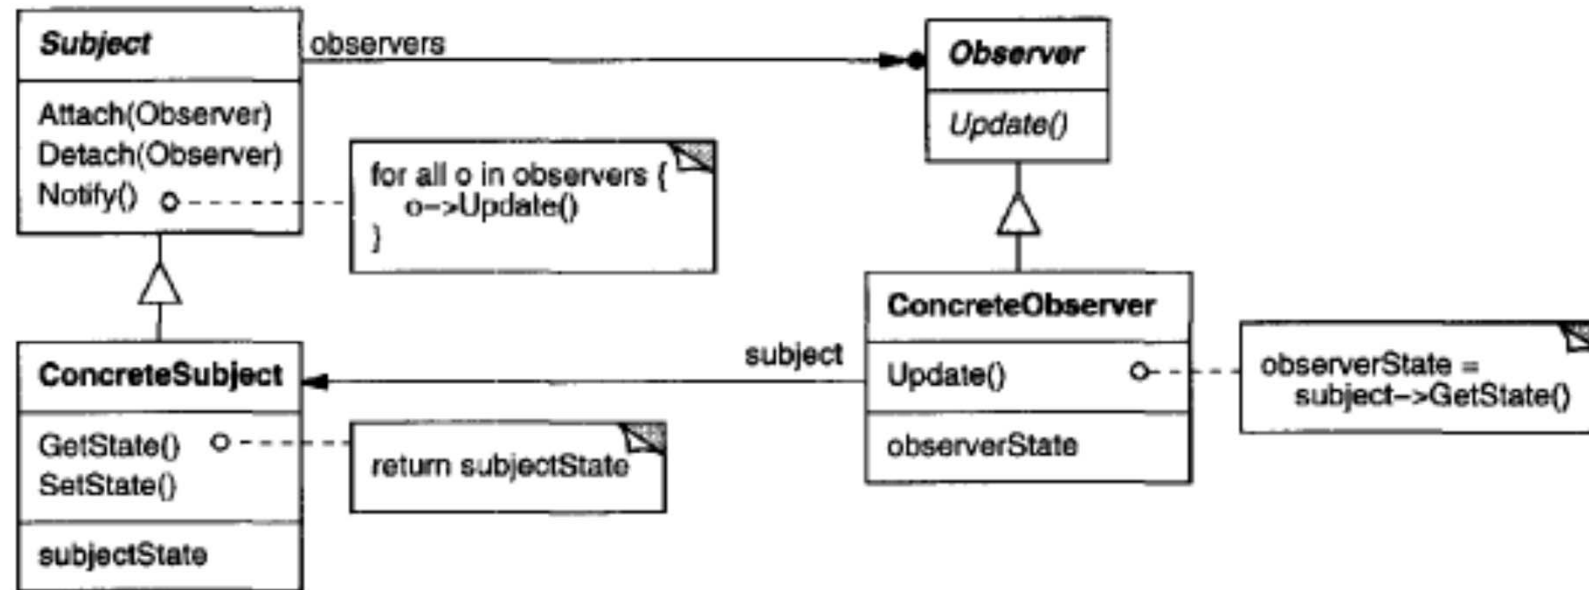 Subject
observers
Attach(Observer)
Detach(Observer)
Notify()
for all o in observers {
o->Update()
}
Observer
Update()
ConcreteSubject
GetState()
SetState()
subjectState
return subjectState
subject
ConcreteObserver
Update()
observerState
observerState =
subject->GetState()